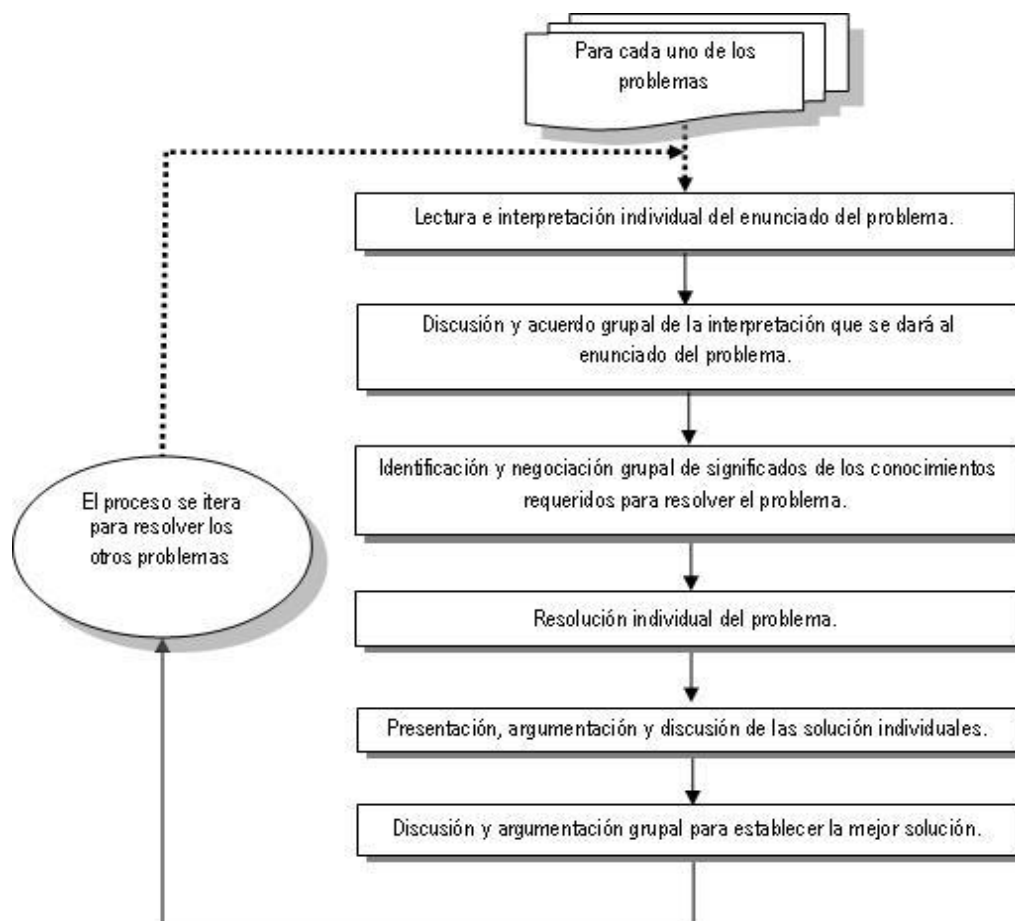 Para cada uno de los
problemas
Lectura e interpretación individual del enunciado del problema.
Discusión y acuerdo grupal de la interpretación que se dará al
enunciado del problema.
Identificación y negociación grupal de significados de los conocimientos
requeridos para resolver el problema.
El proceso se itera
para resolver los
otros problemas
Resolución individual del problema.
Presentación, argumentación y discusión de las solución individuales.
Discusión y argumentación grupal para establecer la mejor solución.